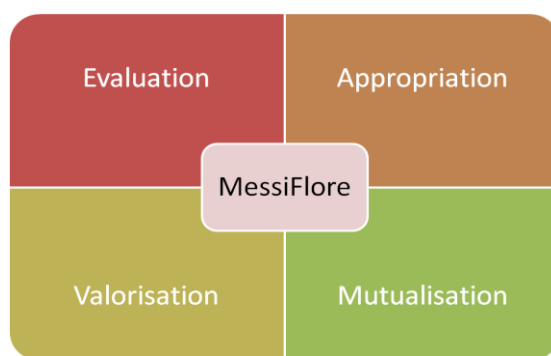 Evaluation
Appropriation
MessiFlore
Valorisation
Mutualisation